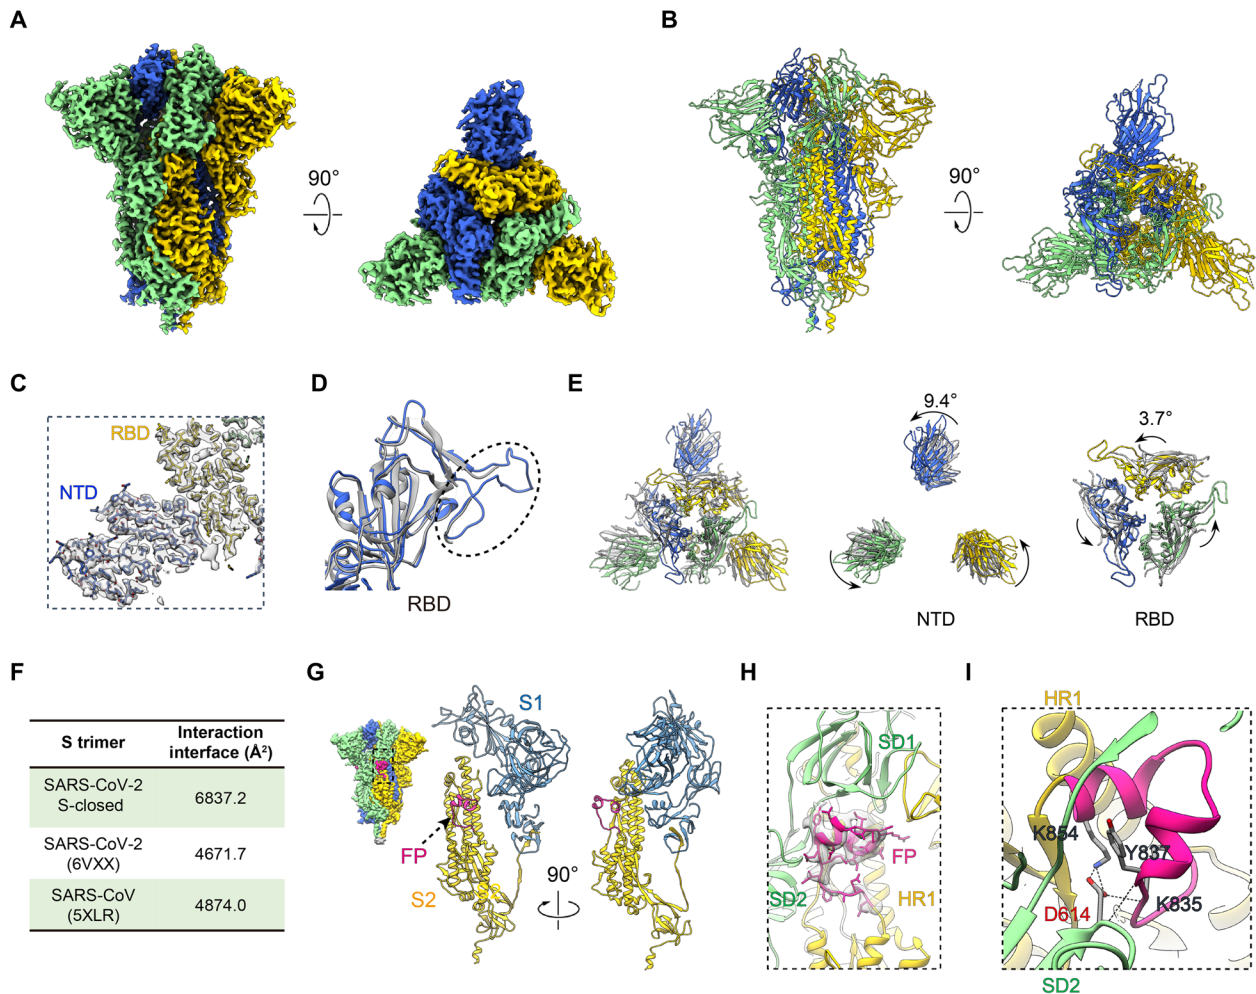 A
B
90°
90°
C
D
E
RBD
NTD
RBD
9.4°
3.7°
NTD
RBD
F
G
H
I
S trimer
Interaction
interface (Å²)
SARS-CoV-2
S-closed
6837.2
SARS-CoV-2
(6VXX)
4671.7
SARS-CoV
(5XLR)
4874.0
S1
FP
S2
90°
SD1
FP
SD2
HR1
HR1
K854
Y837
D614
K835
SD2